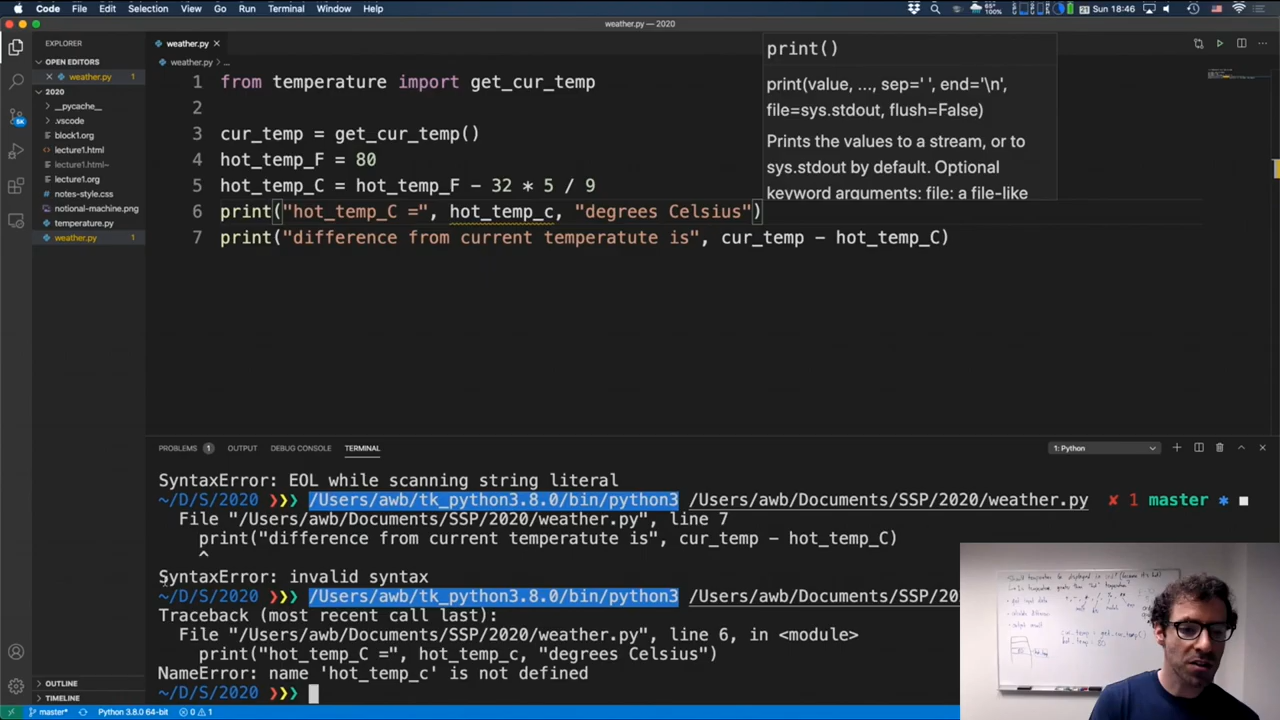 Code File Edit Selection View Go Run Terminal Window Help
65° 100% Sun 18:46
weather.py — 2020
EXPLORER
weather.py
print()
OPEN EDITORS
weather.py 1
weather.py > ...
print(value, ..., sep=' ', end='\n',
file=sys.stdout, flush=False)
Prints the values to a stream, or to
sys.stdout by default. Optional
keyword arguments: file: a file-like
2020
__pycache__
.vscode
block1.org
lecture1.html
lecture1.html~
lecture1.org
notes-style.css
notional-machine.png
temperature.py
weather.py 1
1 from temperature import get_cur_temp
2
3 cur_temp = get_cur_temp()
4 hot_temp_F = 80
5 hot_temp_C = hot_temp_F - 32 * 5 / 9
6 print("hot_temp_C =", hot_temp_c, "degrees Celsius")
7 print("difference from current temperatute is", cur_temp - hot_temp_C)
PROBLEMS 1 OUTPUT DEBUG CONSOLE TERMINAL
1: Python
SyntaxError: EOL while scanning string literal
~/D/S/2020 ❯❯❯ /Users/awb/tk_python3.8.0/bin/python3 /Users/awb/Documents/SSP/2020/weather.py ✘ 1 master ✱ ◼
File "/Users/awb/Documents/SSP/2020/weather.py", line 7
print("difference from current temperatute is", cur_temp - hot_temp_C)
^
SyntaxError: invalid syntax
~/D/S/2020 ❯❯❯ /Users/awb/tk_python3.8.0/bin/python3 /Users/awb/Documents/SSP/20
Traceback (most recent call last):
File "/Users/awb/Documents/SSP/2020/weather.py", line 6, in <module>
print("hot_temp_C =", hot_temp_c, "degrees Celsius")
NameError: name 'hot_temp_c' is not defined
~/D/S/2020 ❯❯❯
OUTLINE
TIMELINE
master* Python 3.8.0 64-bit 0 1